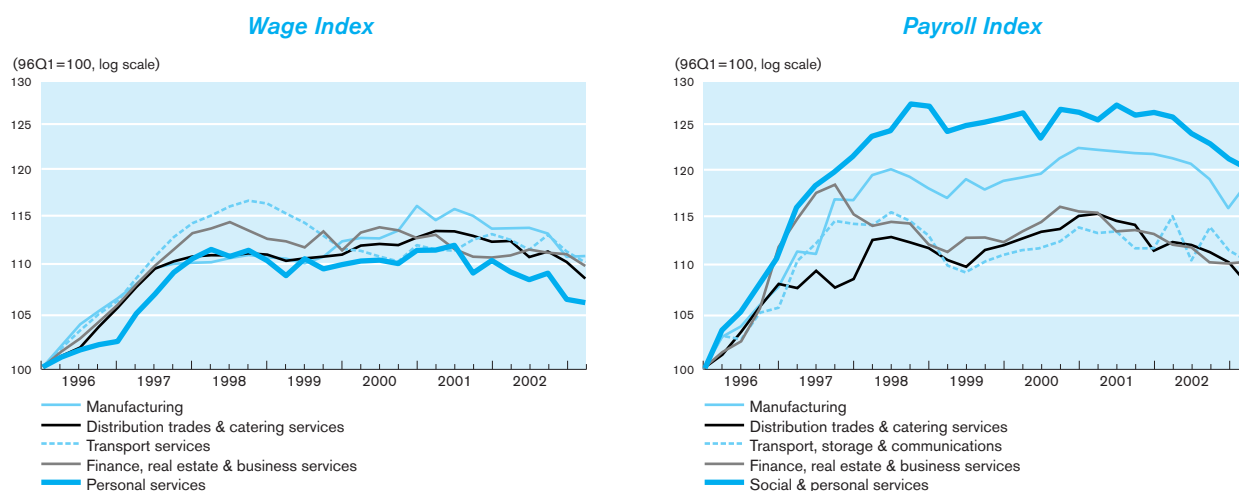 Wage Index
(96Q1=100, log scale)
130
125
120
115
110
105
100
1996 1997 1998 1999 2000 2001 2002
Manufacturing
Distribution trades & catering services
Transport services
Finance, real estate & business services
Personal services
Payroll Index
(96Q1=100, log scale)
130
125
120
115
110
105
100
1996 1997 1998 1999 2000 2001 2002
Manufacturing
Distribution trades & catering services
Transport, storage & communications
Finance, real estate & business services
Social & personal services